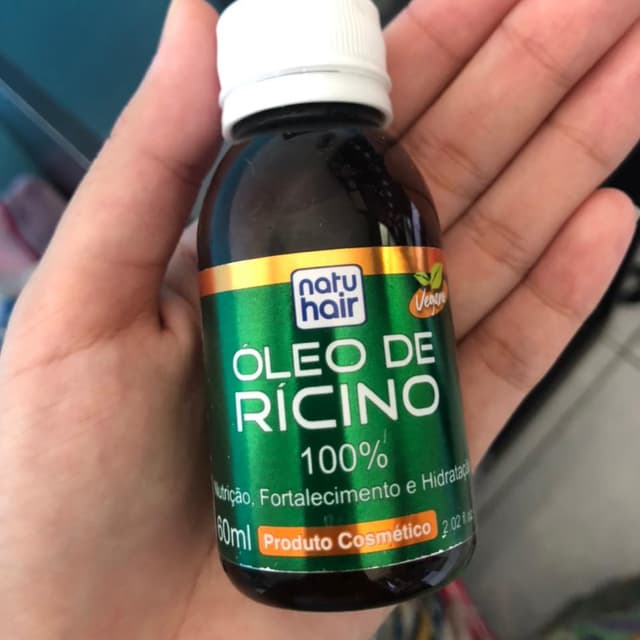 natu
hair
Vegano
ÓLEO DE
RÍCINO
100%
Nutrição, Fortalecimento e Hidratação
60ml
Produto Cosmético
2.02 fl oz